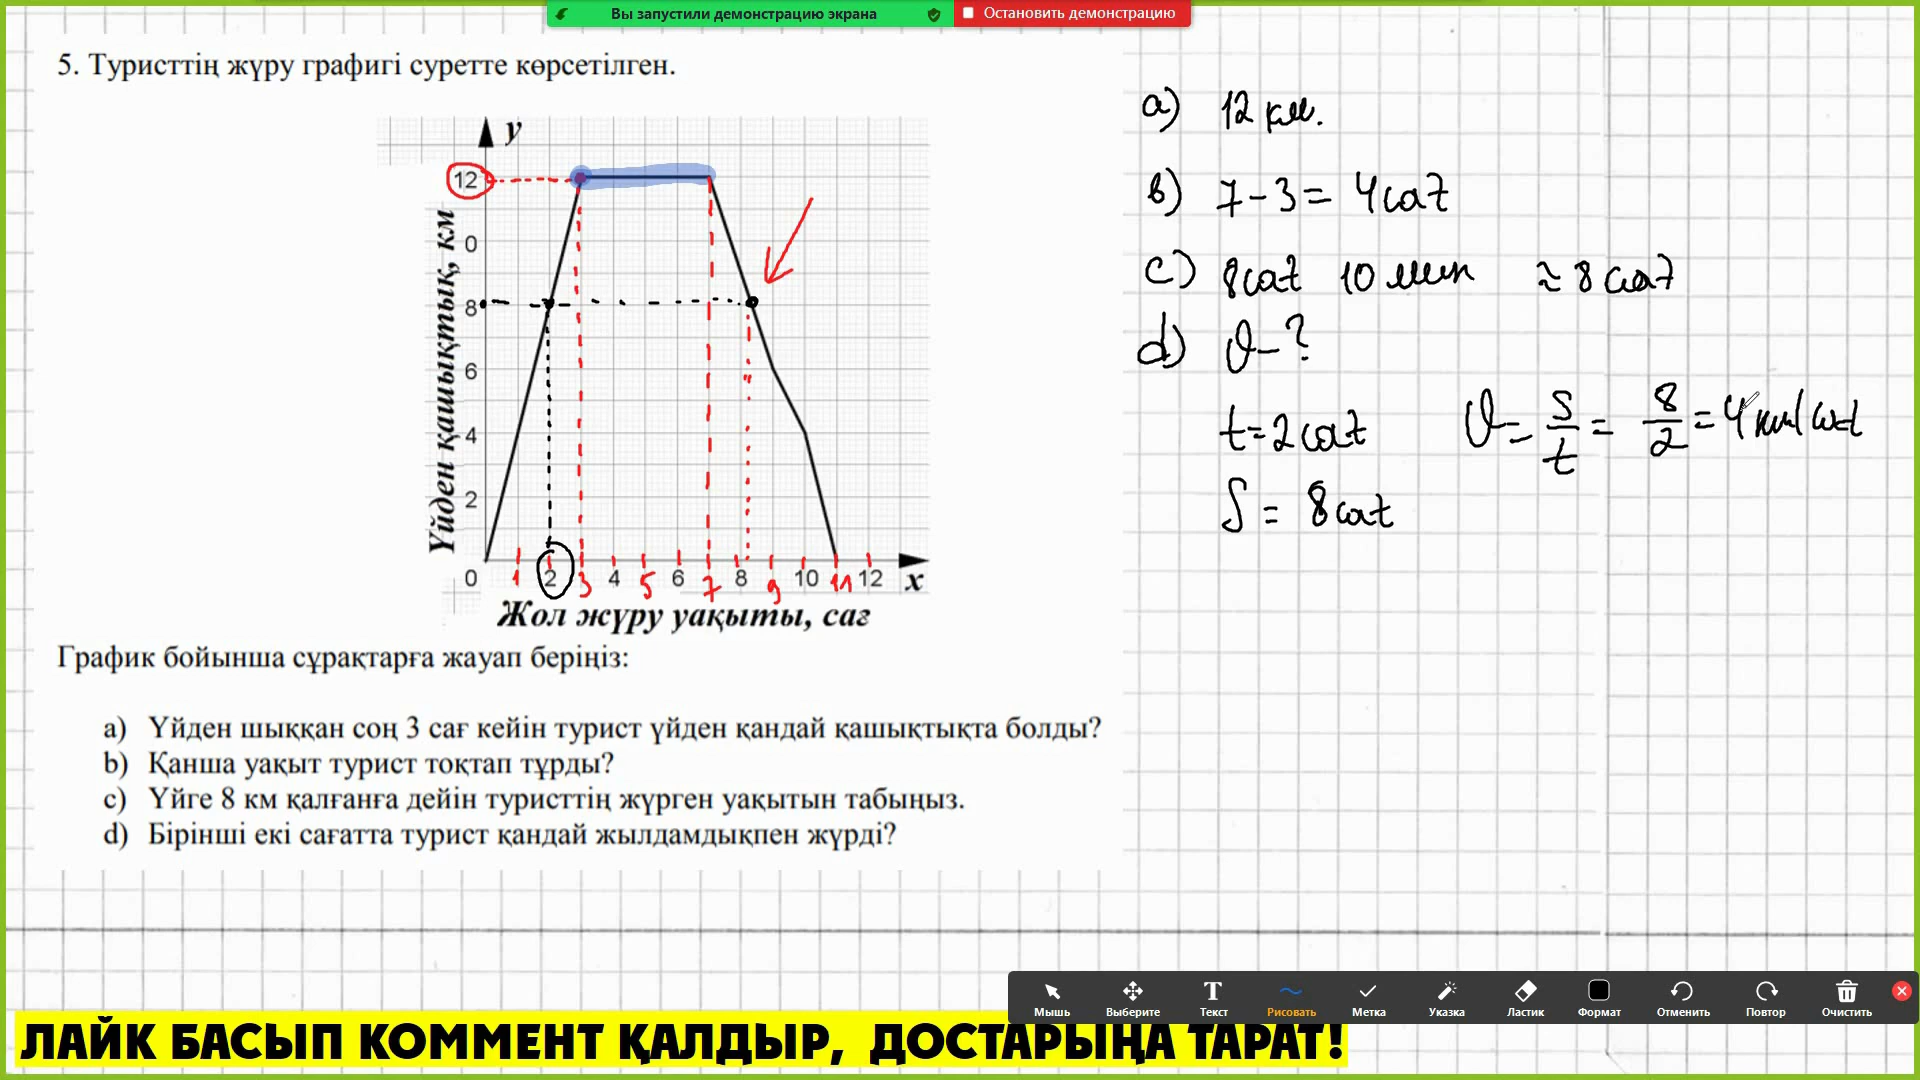 Вы запустили демонстрацию экрана
Остановить демонстрацию
5. Туристтің жүру графигі суретте көрсетілген.
y
12
0
8
6
4
2
Үйден қашықтық, км
0 1 2 3 4 5 6 7 8 9 10 11 12 x
Жол жүру уақыты, сағ
График бойынша сұрақтарға жауап беріңіз:
a) Үйден шыққан соң 3 сағ кейін турист үйден қандай қашықтықта болды?
b) Қанша уақыт турист тоқтап тұрды?
c) Үйге 8 км қалғанға дейін туристтің жүрген уақытын табыңыз.
d) Бірінші екі сағатта турист қандай жылдамдықпен жүрді?
a) 12 км.
в) 7-3= 4сағ
c) 8сағ 10 мин ≈ 8 сағ
d) ϑ-?
t=2 сағ ϑ= S/t = 8/2 = 4 км/сағ
S = 8сағ
Мышь
Выберите
Текст
Рисовать
Метка
Указка
Ластик
Формат
Отменить
Повтор
Очистить
ЛАЙК БАСЫП КОММЕНТ ҚАЛДЫР, ДОСТАРЫҢА ТАРАТ!